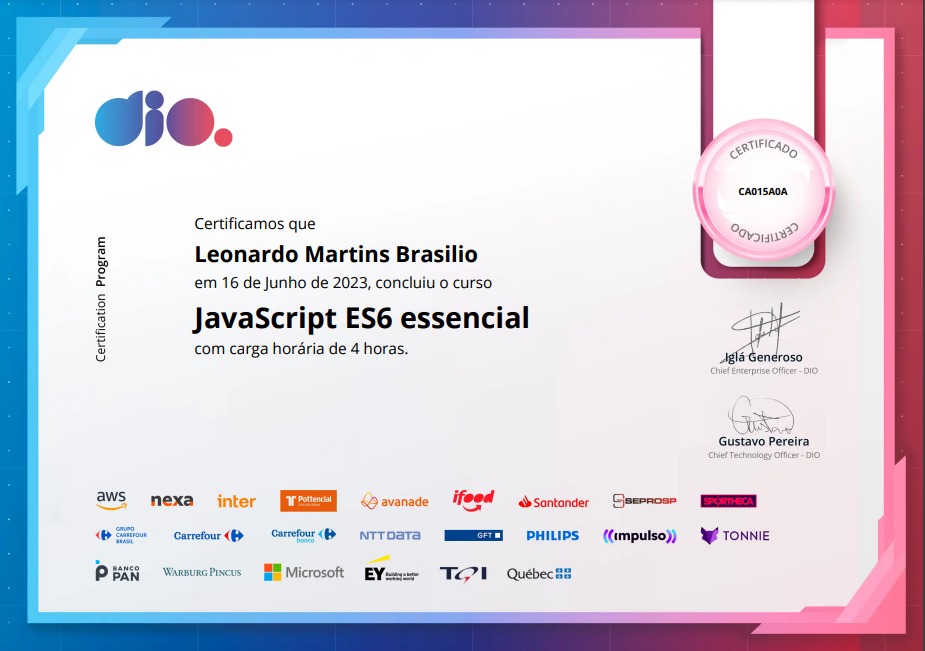 dio.
CERTIFICADO
CA015A0A
CERTIFICADO
Certification Program
Certificamos que
Leonardo Martins Brasilio
em 16 de Junho de 2023, concluiu o curso
JavaScript ES6 essencial
com carga horária de 4 horas.
Iglá Generoso
Chief Enterprise Officer - DIO
Gustavo Pereira
Chief Technology Officer - DIO
aws nexa inter Pottencial avanade ifood Santander SEPROSP SPORTHECA
GRUPO CARREFOUR BRASIL Carrefour Carrefour banco NTT DATA GFT PHILIPS impulso TONNIE
BANCO PAN WARBURG PINCUS Microsoft EY Building a better working world TQI Québec